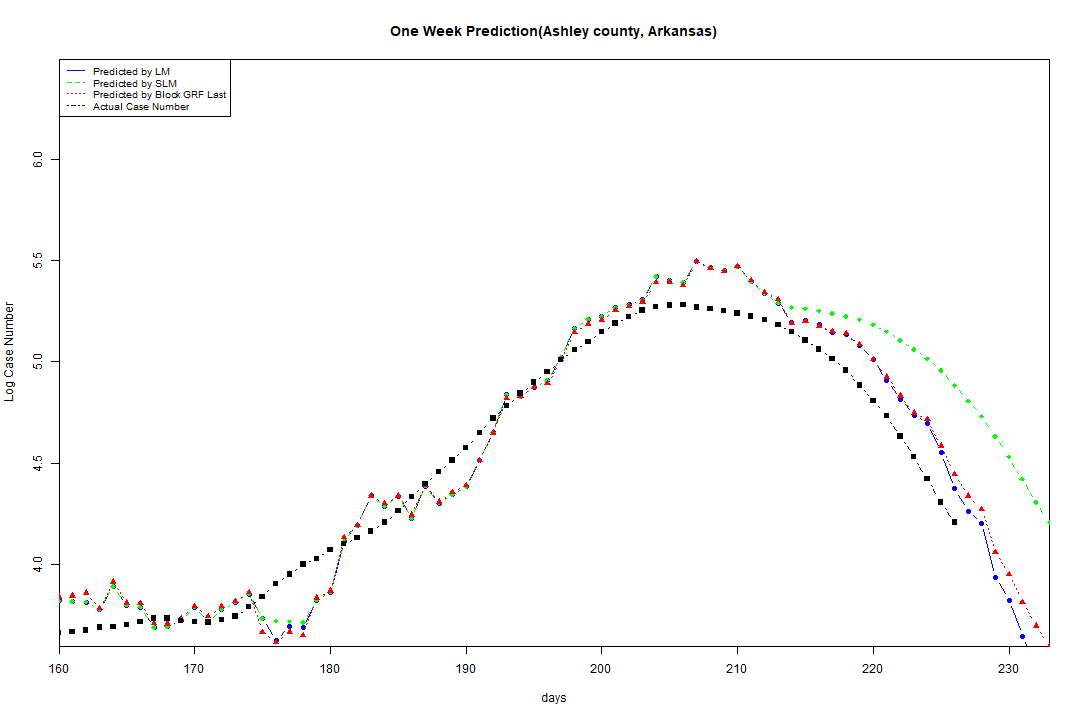 One Week Prediction(Ashley county, Arkansas)
Predicted by LM
Predicted by SLM
Predicted by Block GRF Last
Actual Case Number
6.0
5.5
5.0
4.5
4.0
Log Case Number
160 170 180 190 200 210 220 230
days